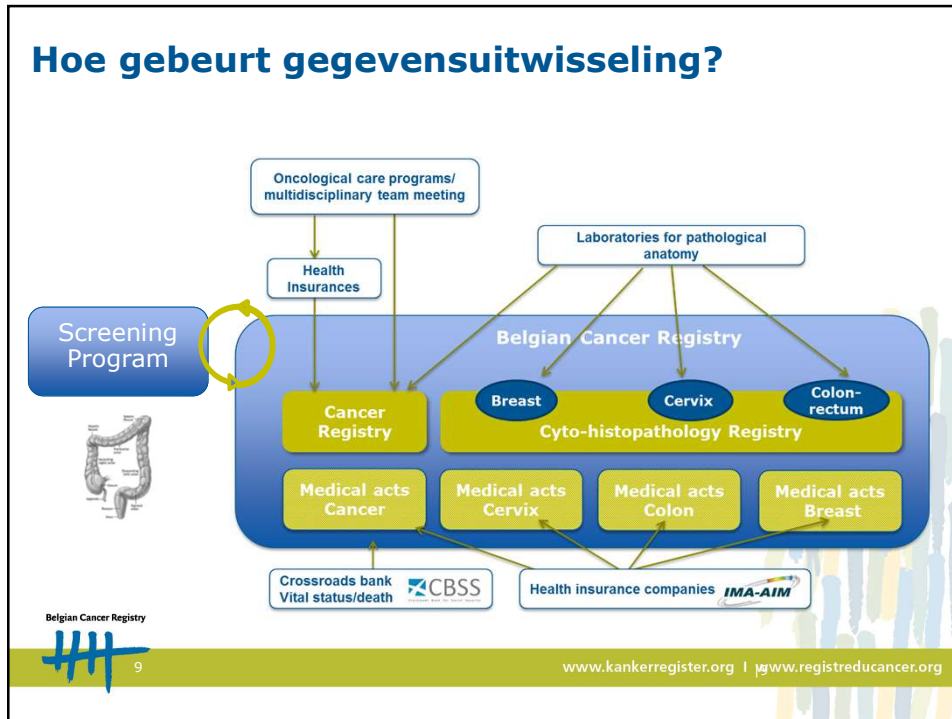 Hoe gebeurt gegevensuitwisseling?
Oncological care programs/
multidisciplinary team meeting
Laboratories for pathological
anatomy
Health
Insurances
Screening
Program
Belgian Cancer Registry
Breast
Cervix
Colon-
rectum
Cancer
Registry
Cyto-histopathology Registry
Medical acts
Cancer
Medical acts
Cervix
Medical acts
Colon
Medical acts
Breast
Crossroads bank
Vital status/death
CBSS
Health insurance companies
IMA-AIM
Belgian Cancer Registry
9
www.kankerregister.org I www.registreducancer.org